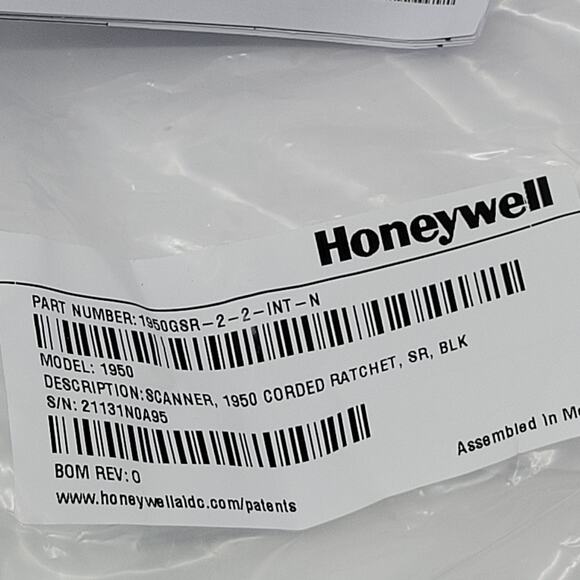 Honeywell
PART NUMBER: 1950GSR-2-2-INT-N
MODEL: 1950
DESCRIPTION:SCANNER, 1950 CORDED RATCHET, SR, BLK
S/N: 21131N0A95
BOM REV: 0
Assembled in
www.honeywellaidc.com/patents